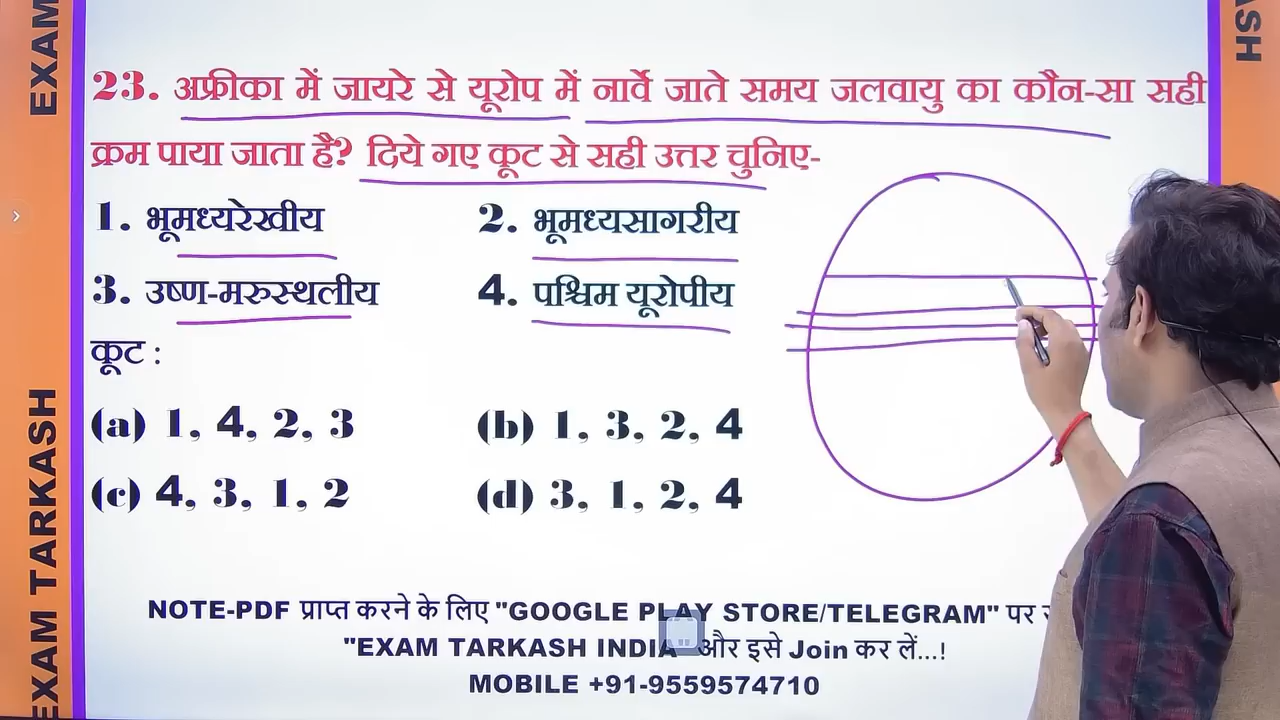 EXAM
ASH
23. अफ्रीका में जायरे से यूरोप में नार्वे जाते समय जलवायु का कौन-सा सही
क्रम पाया जाता है? दिये गए कूट से सही उत्तर चुनिए-
1. भूमध्यरेखीय
2. भूमध्यसागरीय
3. उष्ण-मरुस्थलीय
4. पश्चिम यूरोपीय
कूट :
(a) 1, 4, 2, 3
(b) 1, 3, 2, 4
(c) 4, 3, 1, 2
(d) 3, 1, 2, 4
EXAM TARKASH
NOTE-PDF प्राप्त करने के लिए "GOOGLE PLAY STORE/TELEGRAM" पर
"EXAM TARKASH INDIA" और इसे Join कर लें...!
MOBILE +91-9559574710